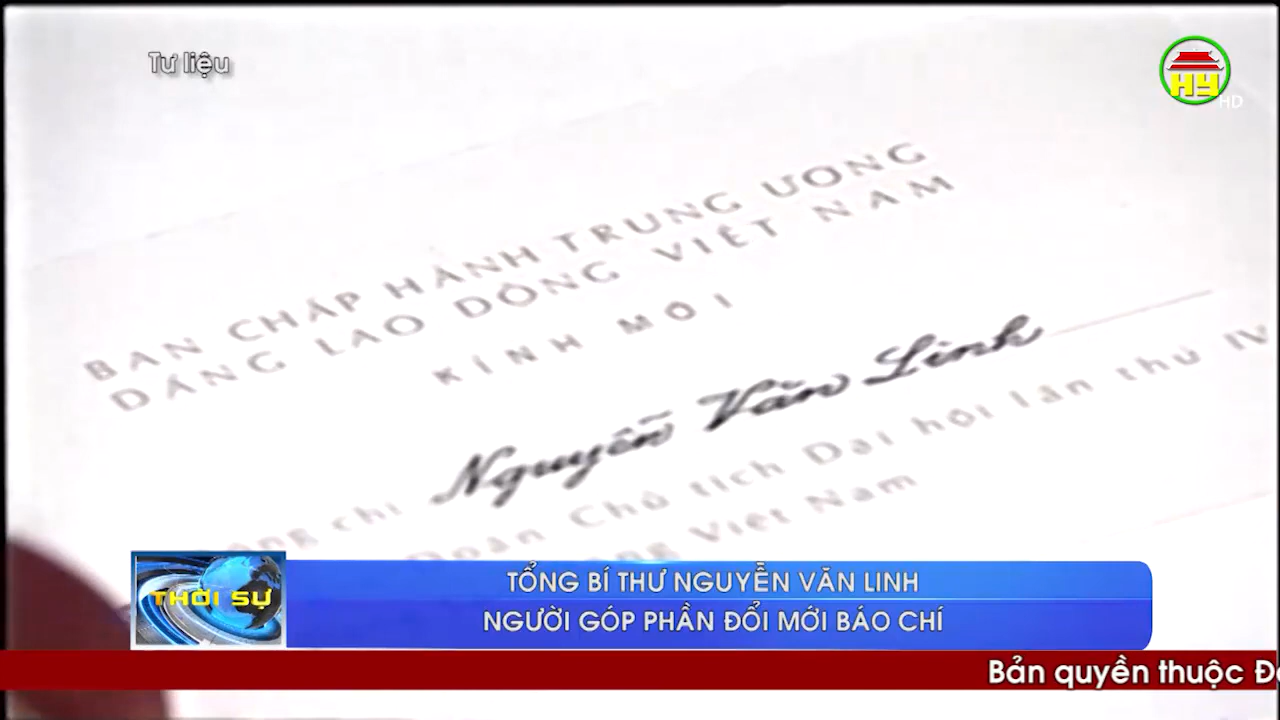 Tư liệu
HY
HD
BAN CHẤP HÀNH TRUNG ƯƠNG
ĐẢNG LAO ĐỘNG VIỆT NAM
KÍNH MỜI
chí Nguyễn Văn Linh
Đoàn Chủ tịch Đại hội lần thứ IV
Việt Nam
THỜI SỰ
TỔNG BÍ THƯ NGUYỄN VĂN LINH
NGƯỜI GÓP PHẦN ĐỔI MỚI BÁO CHÍ
Bản quyền thuộc